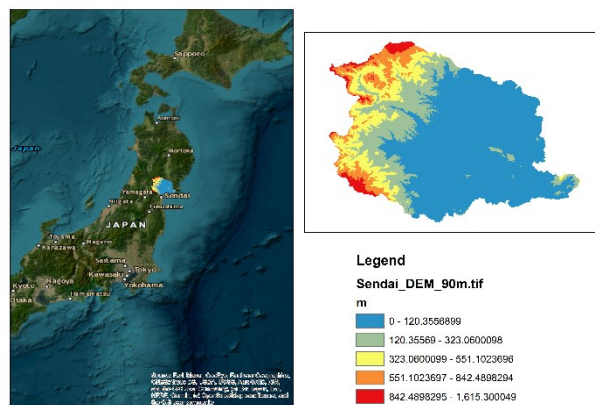 Sapporo
Japan
Morioka
Yamagata
Sendai
Niigata
Fukushima
JAPAN
Toyama
Kanazawa
Nagano
Saitama
Tokyo
Kawasaki
Yokohama
Kyoto
Nagoya
Hamamatsu
Osaka
Legend
Sendai_DEM_90m.tif
m
0 - 120.3556899
120.35569 - 323.0600098
323.0600099 - 551.1023696
551.1023697 - 842.4898294
842.4898295 - 1,615.300049